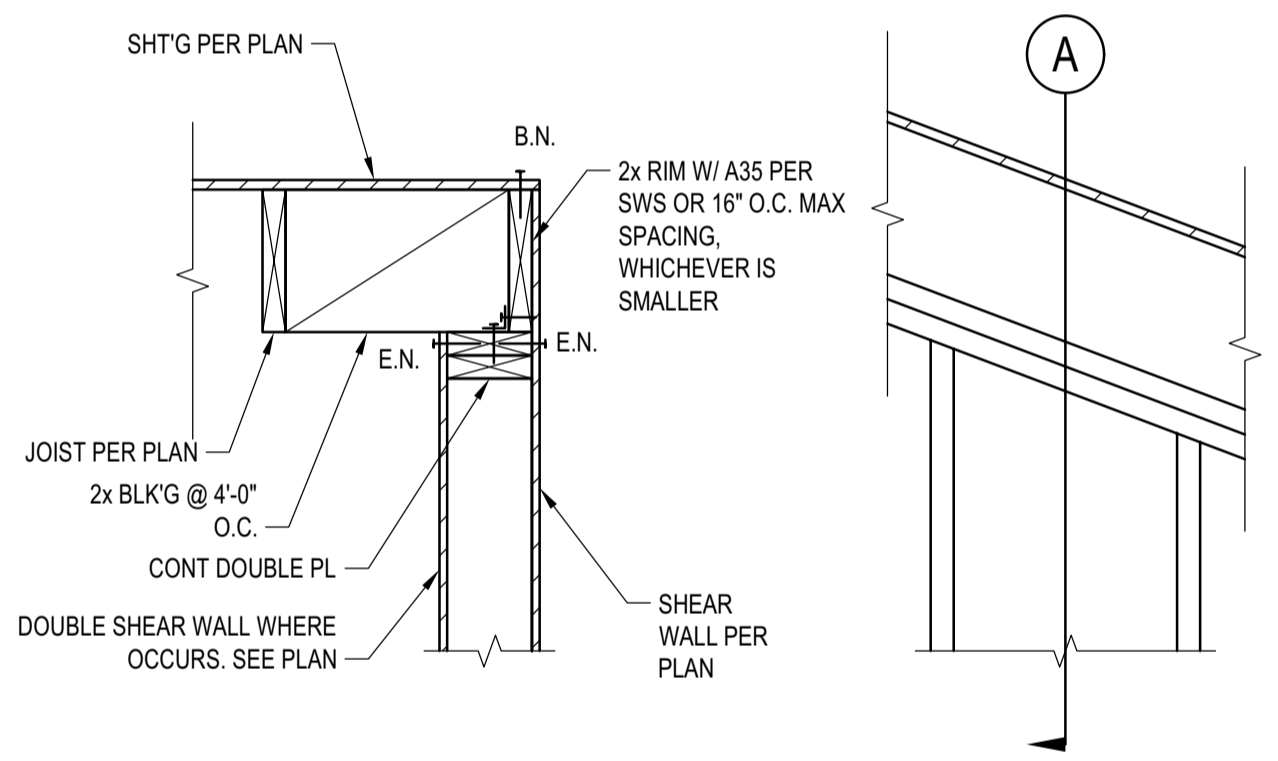 SHT'G PER PLAN
B.N.
2x RIM W/ A35 PER
SWS OR 16" O.C. MAX
SPACING,
WHICHEVER IS
SMALLER
E.N.
E.N.
JOIST PER PLAN
2x BLK'G @ 4'-0"
O.C.
CONT DOUBLE PL
DOUBLE SHEAR WALL WHERE
OCCURS. SEE PLAN
SHEAR
WALL PER
PLAN
A